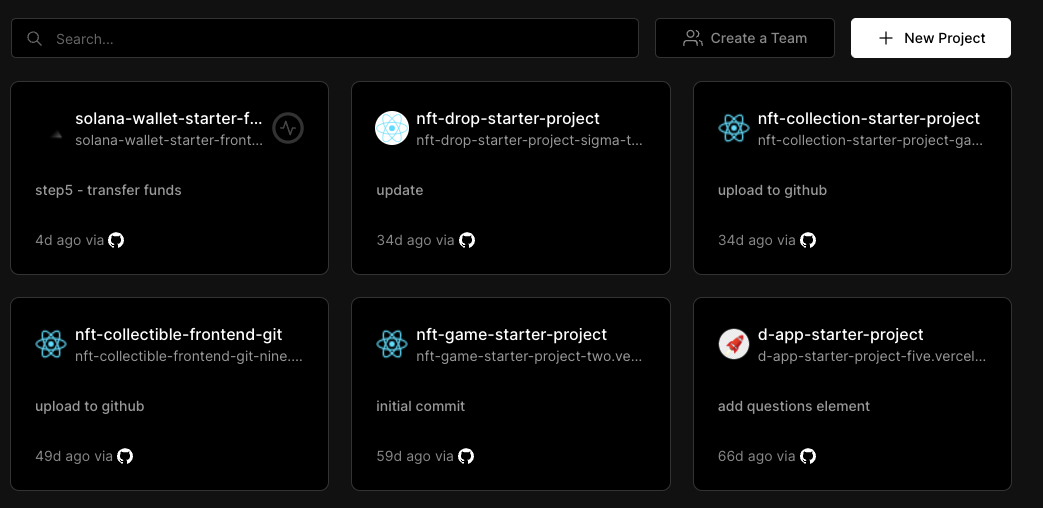 Search...
Create a Team
New Project
solana-wallet-starter-f...
solana-wallet-starter-front...
step5 - transfer funds
4d ago via
nft-drop-starter-project
nft-drop-starter-project-sigma-t...
update
34d ago via
nft-collection-starter-project
nft-collection-starter-project-ga...
upload to github
34d ago via
nft-collectible-frontend-git
nft-collectible-frontend-git-nine....
upload to github
49d ago via
nft-game-starter-project
nft-game-starter-project-two.ve...
initial commit
59d ago via
d-app-starter-project
d-app-starter-project-five.vercel...
add questions element
66d ago via